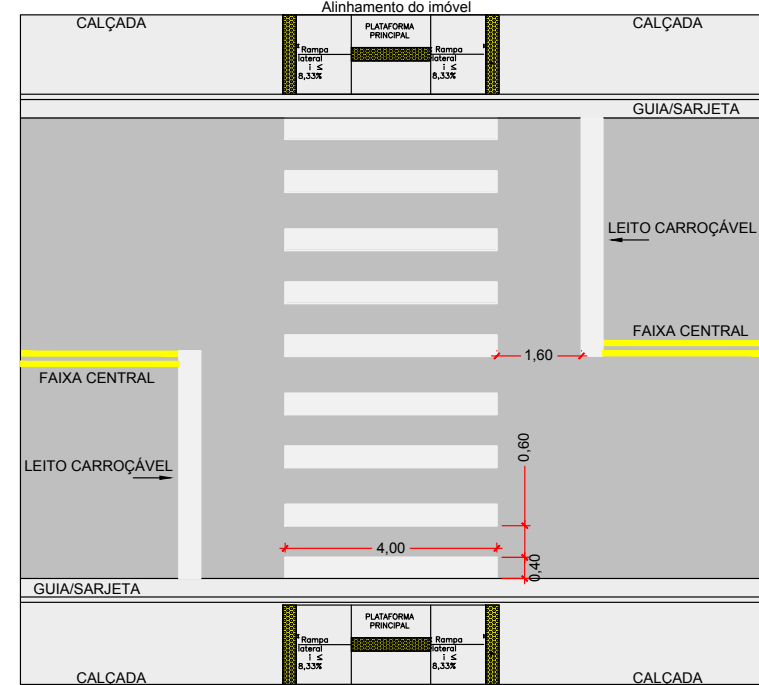 Alinhamento do imóvel
CALÇADA
PLATAFORMA
PRINCIPAL
CALÇADA
Rampa
lateral
i ≤
8,33%
Rampa
lateral
i ≤
8,33%
GUIA/SARJETA
LEITO CARROÇÁVEL
FAIXA CENTRAL
1,60
FAIXA CENTRAL
LEITO CARROÇÁVEL
0,60
4,00
0,40
GUIA/SARJETA
PLATAFORMA
PRINCIPAL
Rampa
lateral
i ≤
8,33%
Rampa
lateral
i ≤
8,33%
CALÇADA
CALÇADA